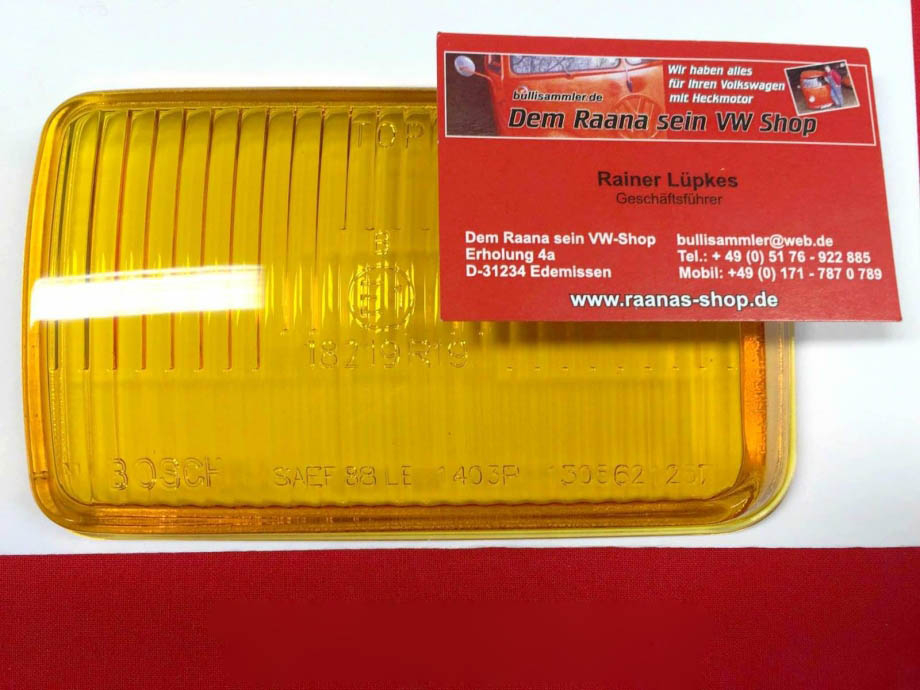 Wir haben alles
für Ihren Volkswagen
mit Heckmotor
bullisammler.de
Dem Raana sein VW Shop
Rainer Lüpkes
Geschäftsführer
Dem Raana sein VW-Shop
Erholung 4a
D-31234 Edemissen
bullisammler@web.de
Tel.: + 49 (0) 51 76 - 922 885
Mobil: +49 (0) 171 - 787 0 789
www.raanas-shop.de
TOP
B
18219
BOSCH
SAEF 88 LE